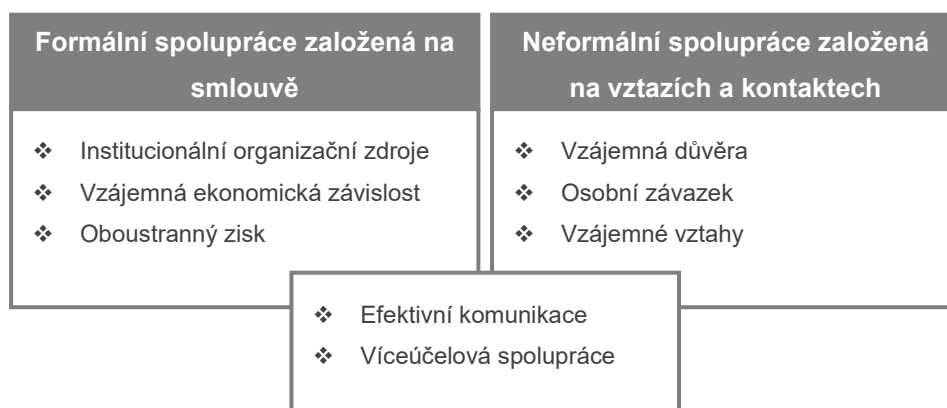 Formální spolupráce založená na
smlouvě
❖ Institucionální organizační zdroje
❖ Vzájemná ekonomická závislost
❖ Oboustranný zisk
Neformální spolupráce založená
na vztazích a kontaktech
❖ Vzájemná důvěra
❖ Osobní závazek
❖ Vzájemné vztahy
❖ Efektivní komunikace
❖ Víceúčelová spolupráce